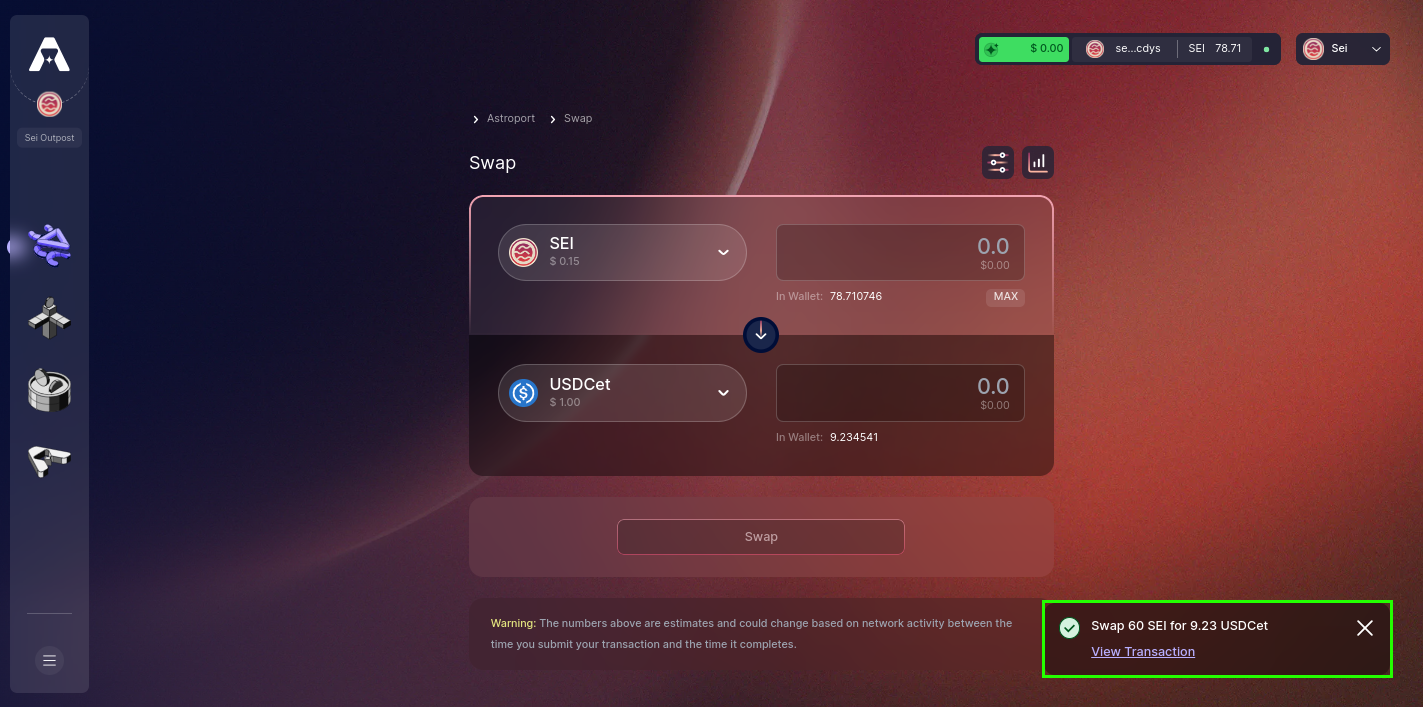 $ 0.00
se...cdys
SEI 78.71
Sei
Sei Outpost
Astroport
Swap
Swap
SEI
$ 0.15
0.0
$0.00
In Wallet: 78.710746
MAX
USDCet
$ 1.00
0.0
$0.00
In Wallet: 9.234541
Swap
Warning: The numbers above are estimates and could change based on network activity between the
time you submit your transaction and the time it completes.
Swap 60 SEI for 9.23 USDCet
View Transaction